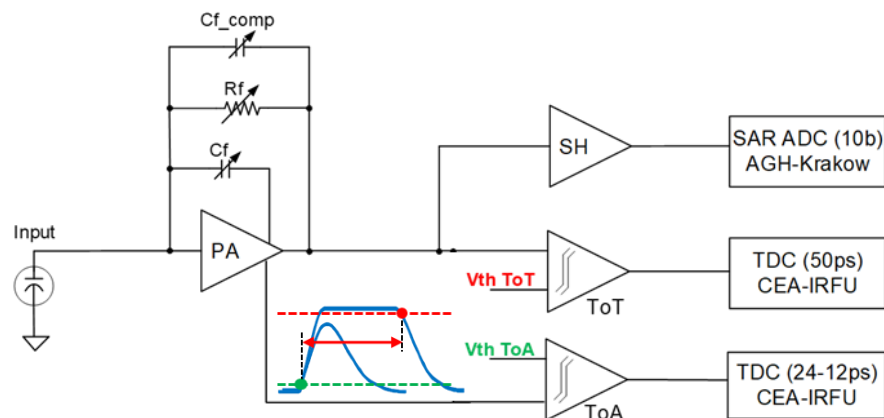 Cf_comp
Rf
Cf
Input
PA
SH
SAR ADC (10b)
AGH-Krakow
Vth ToT
ToT
TDC (50ps)
CEA-IRFU
Vth ToA
ToA
TDC (24-12ps)
CEA-IRFU